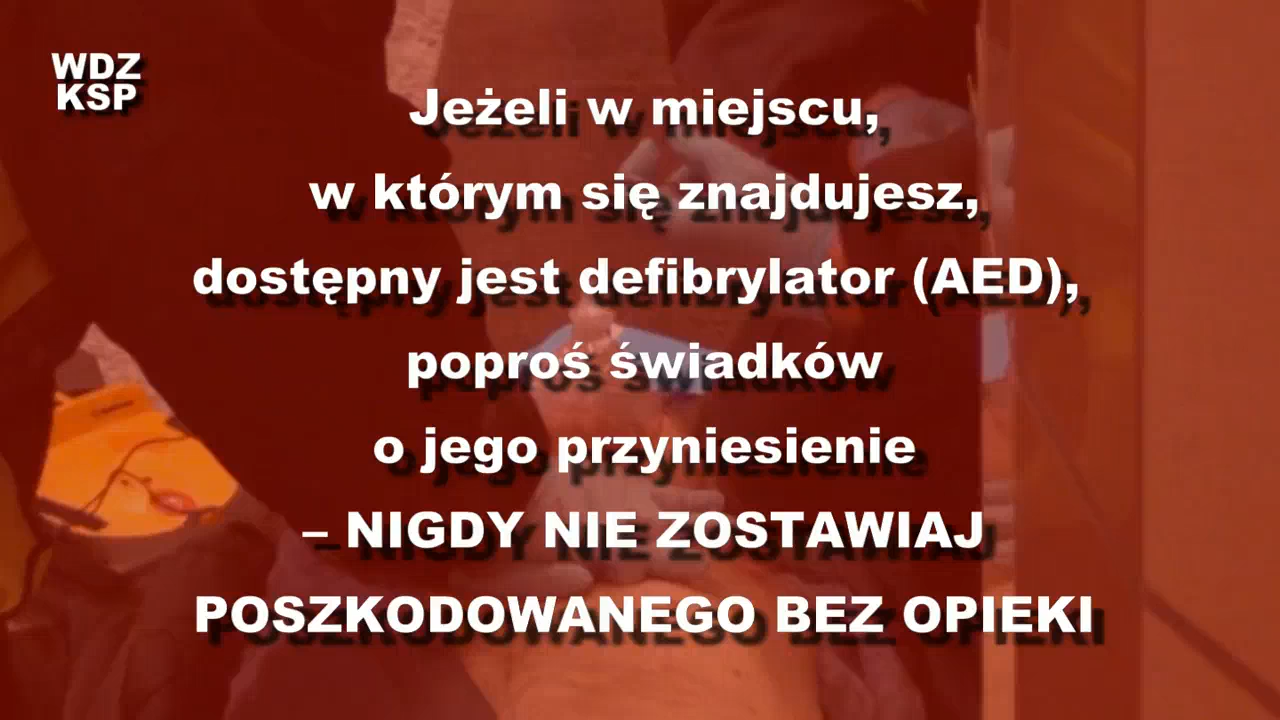 WDZ
KSP
Jeżeli w miejscu,
w którym się znajdujesz,
dostępny jest defibrylator (AED),
poproś świadków
o jego przyniesienie
– NIGDY NIE ZOSTAWIAJ
POSZKODOWANEGO BEZ OPIEKI